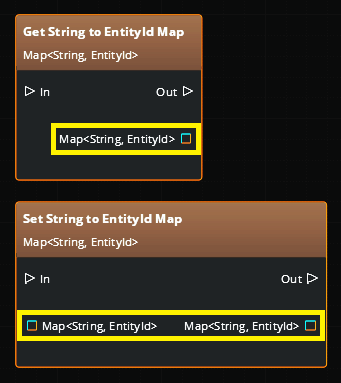 Get String to EntityId Map
Map<String, EntityId>
In Out
Map<String, EntityId>
Set String to EntityId Map
Map<String, EntityId>
In Out
Map<String, EntityId> Map<String, EntityId>